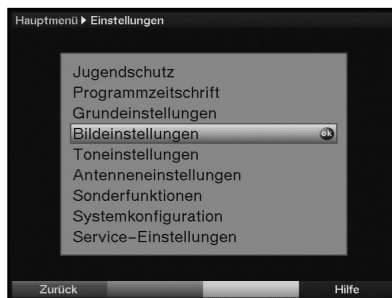 Hauptmenü ▶ Einstellungen
Jugendschutz
Programmzeitschrift
Grundeinstellungen
Bildeinstellungen ok
Toneinstellungen
Antenneneinstellungen
Sonderfunktionen
Systemkonfiguration
Service-Einstellungen
Zurück Hilfe